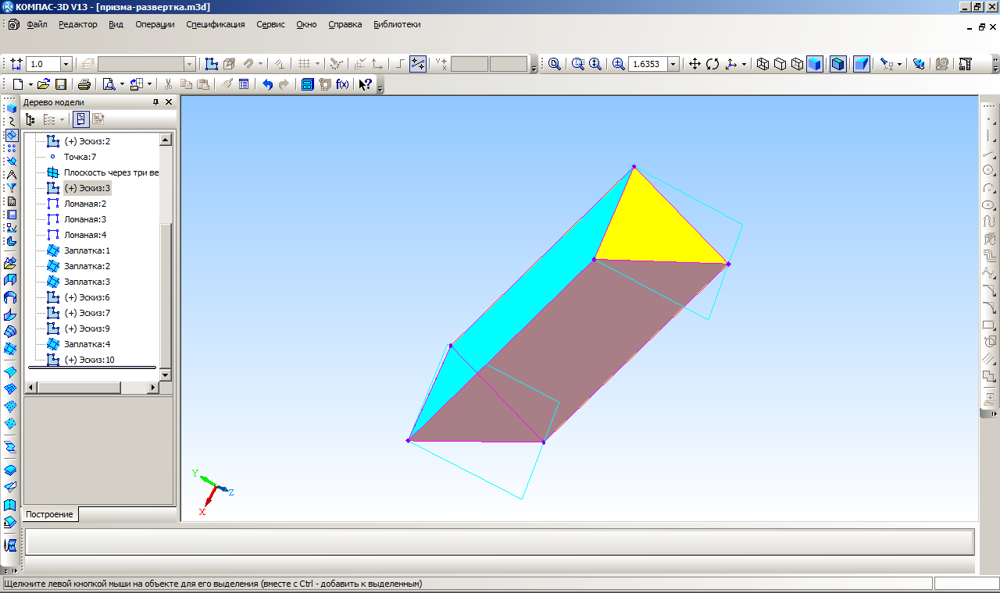 КОМПАС-3D V13 - [призма-развертка.m3d]
Файл Редактор Вид Операции Спецификация Сервис Окно Справка Библиотеки
1.0
1.6353
f(x)
Дерево модели
(+) Эскиз:2
Точка:7
Плоскость через три ве
(+) Эскиз:3
Ломаная:2
Ломаная:3
Ломаная:4
Заплатка:1
Заплатка:2
Заплатка:3
(+) Эскиз:6
(+) Эскиз:7
(+) Эскиз:9
Заплатка:4
(+) Эскиз:10
Y
Z
X
Построение
Щелкните левой кнопкой мыши на объекте для его выделения (вместе с Ctrl - добавить к выделенным)